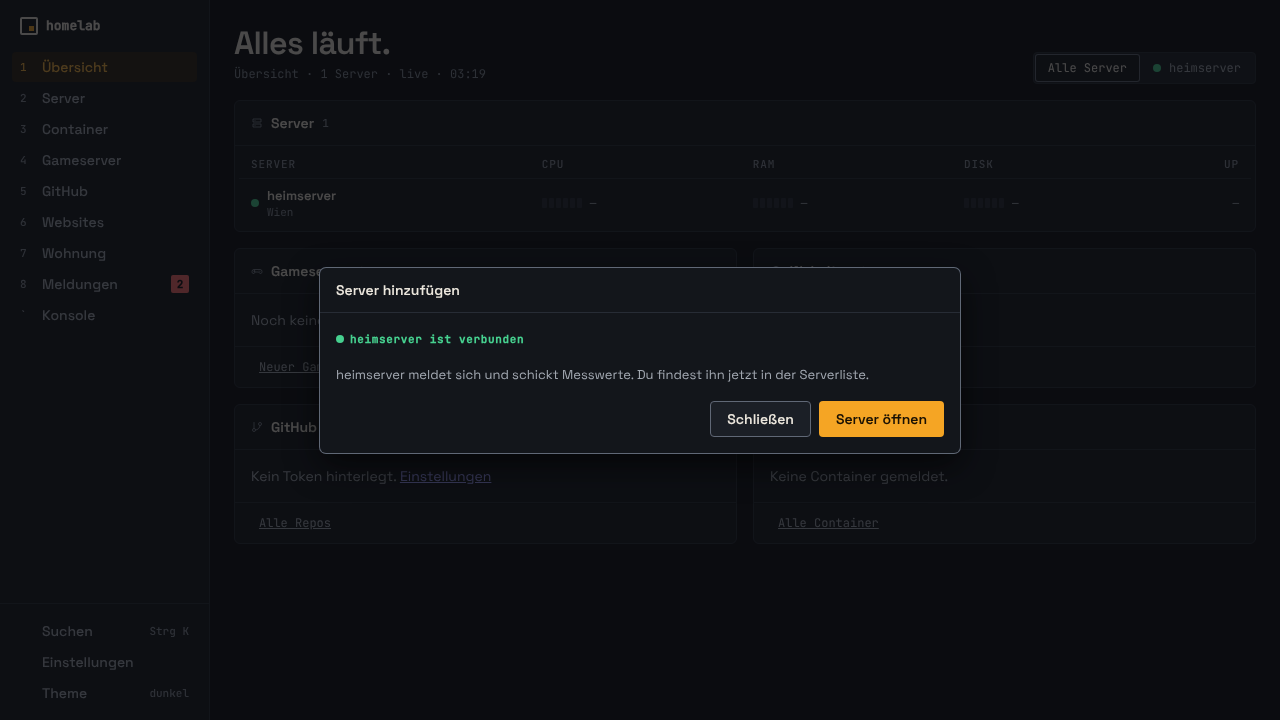 homelab
1 Übersicht
2 Server
3 Container
4 Gameserver
5 GitHub
6 Websites
7 Wohnung
8 Meldungen 2
` Konsole
Suchen Strg K
Einstellungen
Theme dunkel
Alles läuft.
Übersicht · 1 Server · live · 03:19
Alle Server heimserver
Server 1
SERVER CPU RAM DISK UP
heimserver — — — —
Wien
Gamese
Noch kein
Neuer Ga
Server hinzufügen
heimserver ist verbunden
heimserver meldet sich und schickt Messwerte. Du findest ihn jetzt in der Serverliste.
Schließen Server öffnen
GitHub
Kein Token hinterlegt. Einstellungen
Alle Repos
Keine Container gemeldet.
Alle Container